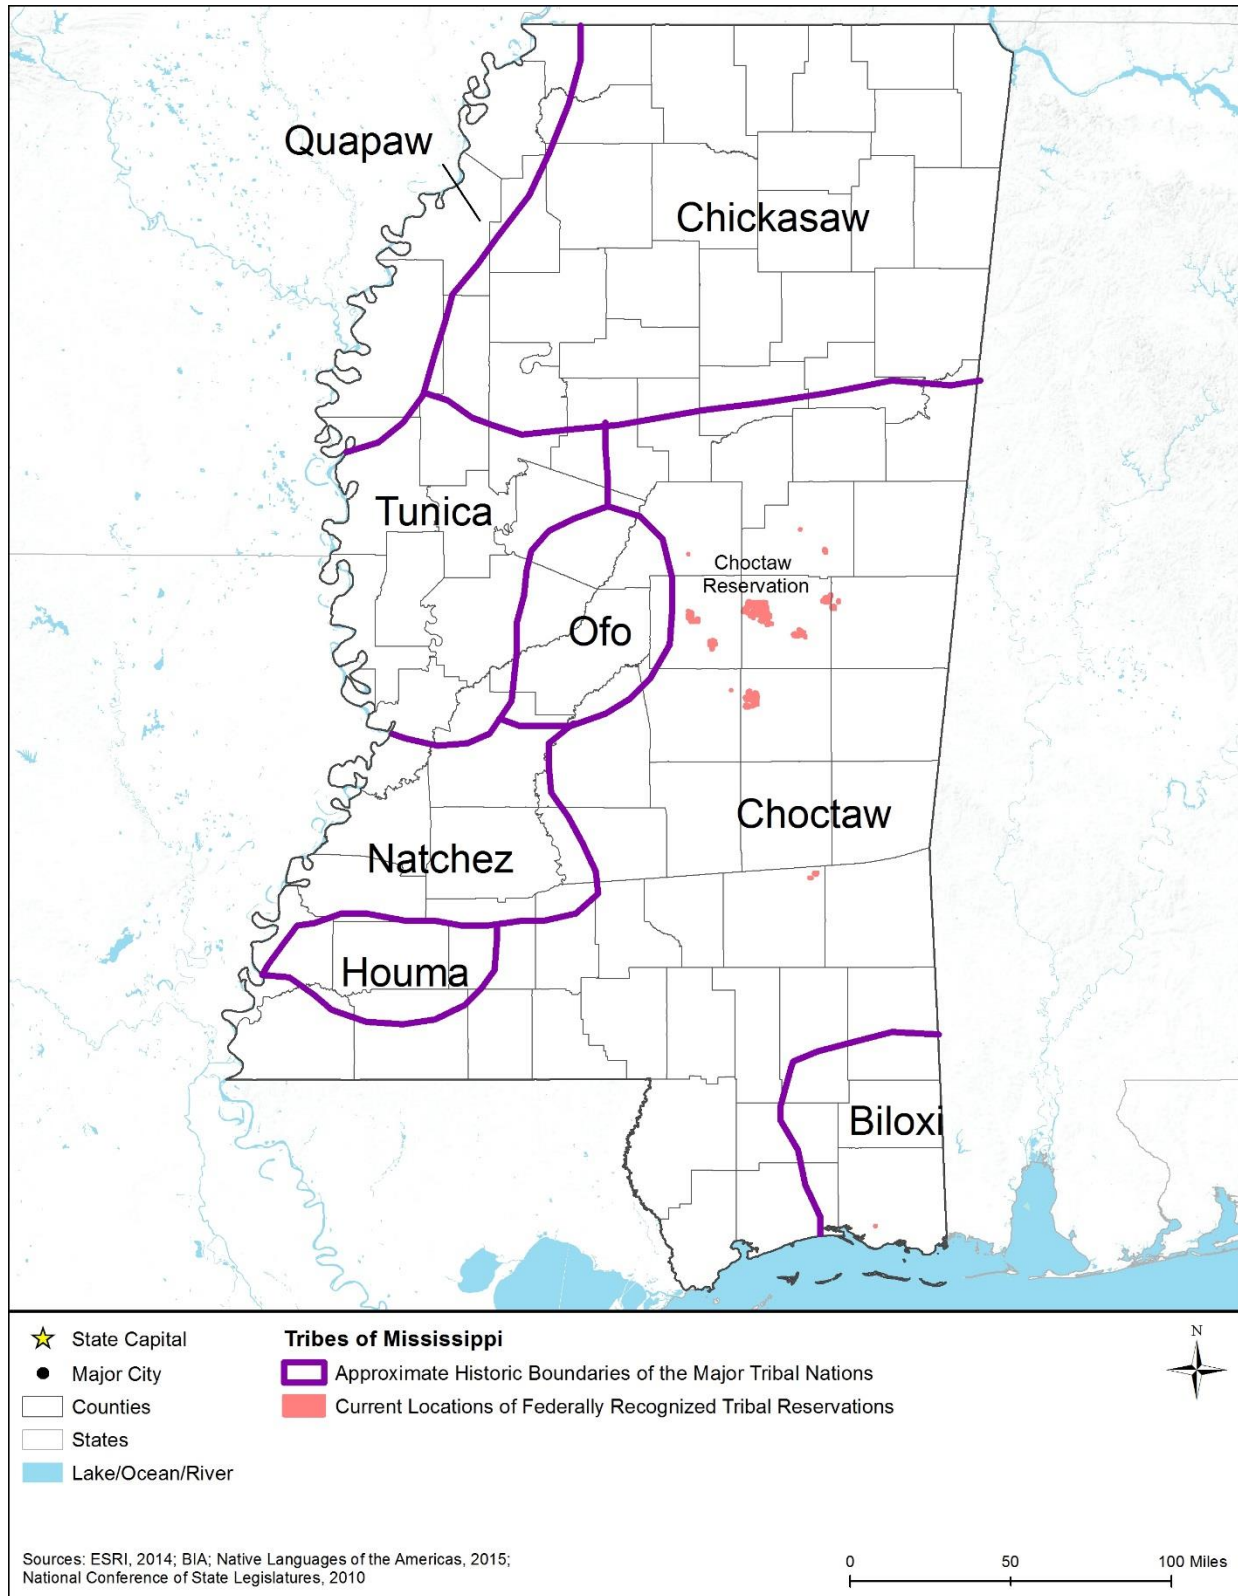 Quapaw
Chickasaw
Tunica
Choctaw
Reservation
Ofo
Choctaw
Natchez
Houma
Biloxi
State Capital
Major City
Counties
States
Lake/Ocean/River
Tribes of Mississippi
Approximate Historic Boundaries of the Major Tribal Nations
Current Locations of Federally Recognized Tribal Reservations
N
Sources: ESRI, 2014; BIA; Native Languages of the Americas, 2015;
National Conference of State Legislatures, 2010
0 50 100 Miles